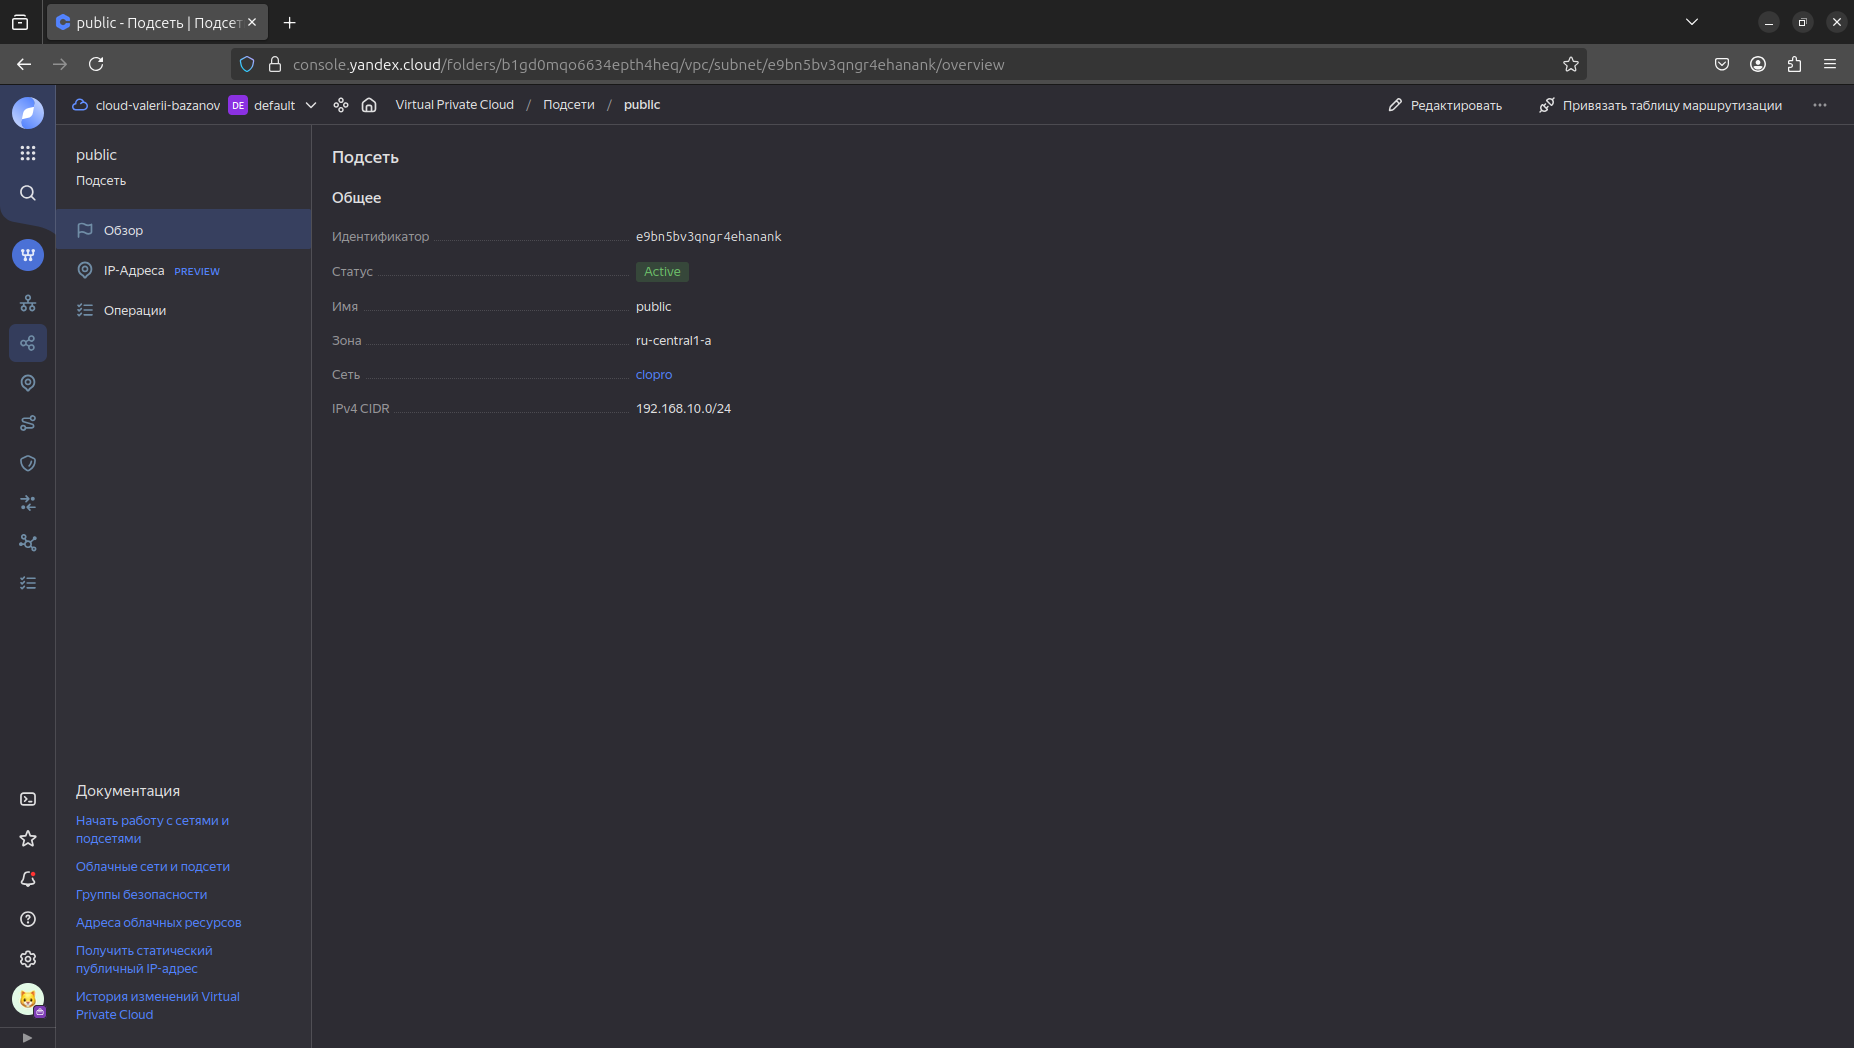 public - Подсеть | Подсет
console.yandex.cloud/folders/b1gd0mqo6634epth4heq/vpc/subnet/e9bn5bv3qngr4ehanank/overview
cloud-valerii-bazanov DE default Virtual Private Cloud / Подсети / public Редактировать Привязать таблицу маршрутизации
public
Подсеть
Обзор
IP-Адреса PREVIEW
Операции
Подсеть
Общее
Идентификатор e9bn5bv3qngr4ehanank
Статус Active
Имя public
Зона ru-central1-a
Сеть clopro
IPv4 CIDR 192.168.10.0/24
Документация
Начать работу с сетями и
подсетями
Облачные сети и подсети
Группы безопасности
Адреса облачных ресурсов
Получить статический
публичный IP-адрес
История изменений Virtual
Private Cloud